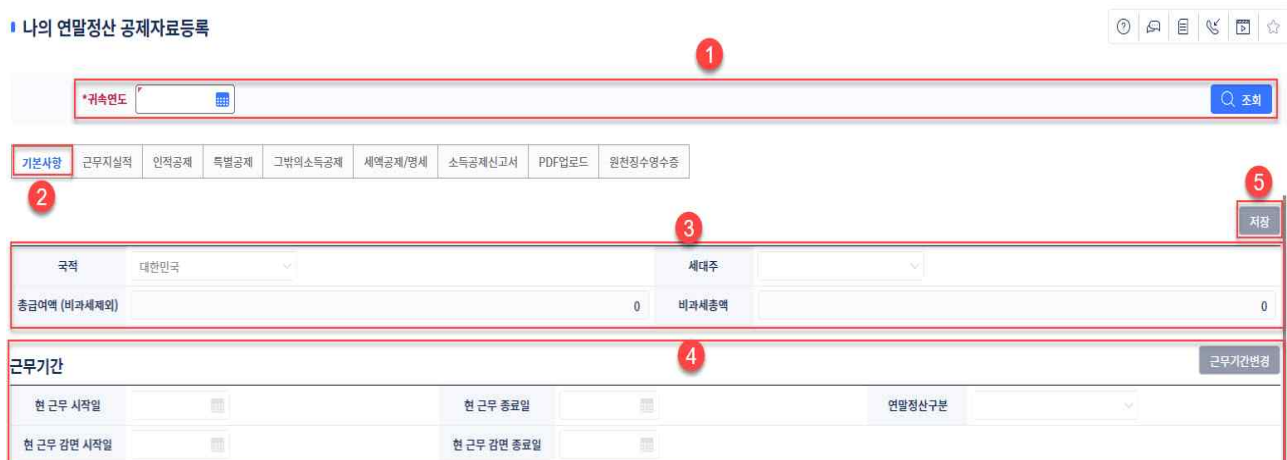 나의 연말정산 공제자료등록
1
*귀속연도 조회
기본사항 근무지실적 인적공제 특별공제 그밖의소득공제 세액공제/명세 소득공제신고서 PDF업로드 원천징수영수증
2
5
저장
3
국적 대한민국 세대주
총급여액 (비과세제외) 0 비과세총액 0
4
근무기간 근무기간변경
현 근무 시작일 현 근무 종료일 연말정산구분
현 근무 감면 시작일 현 근무 감면 종료일